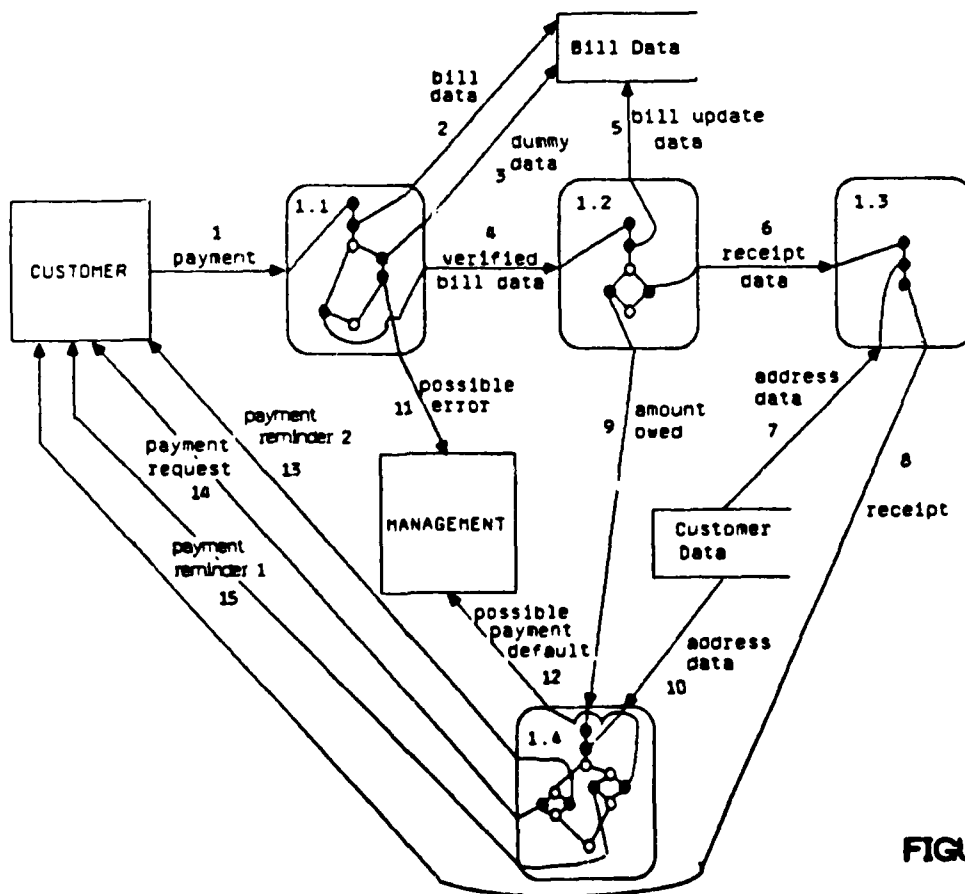 Bill Data
bill
data
2
dummy
data
3
5
bill update
data
1.1
1.2
1.3
CUSTOMER
1
payment
4
verified
bill data
6
receipt
data
possible
error
11
payment
reminder 2
13
payment
request
14
amount
owed
9
address
data
7
8
receipt
MANAGEMENT
Customer
Data
payment
reminder 1
15
possible
payment
default
12
address
data
10
1.4
FIGU